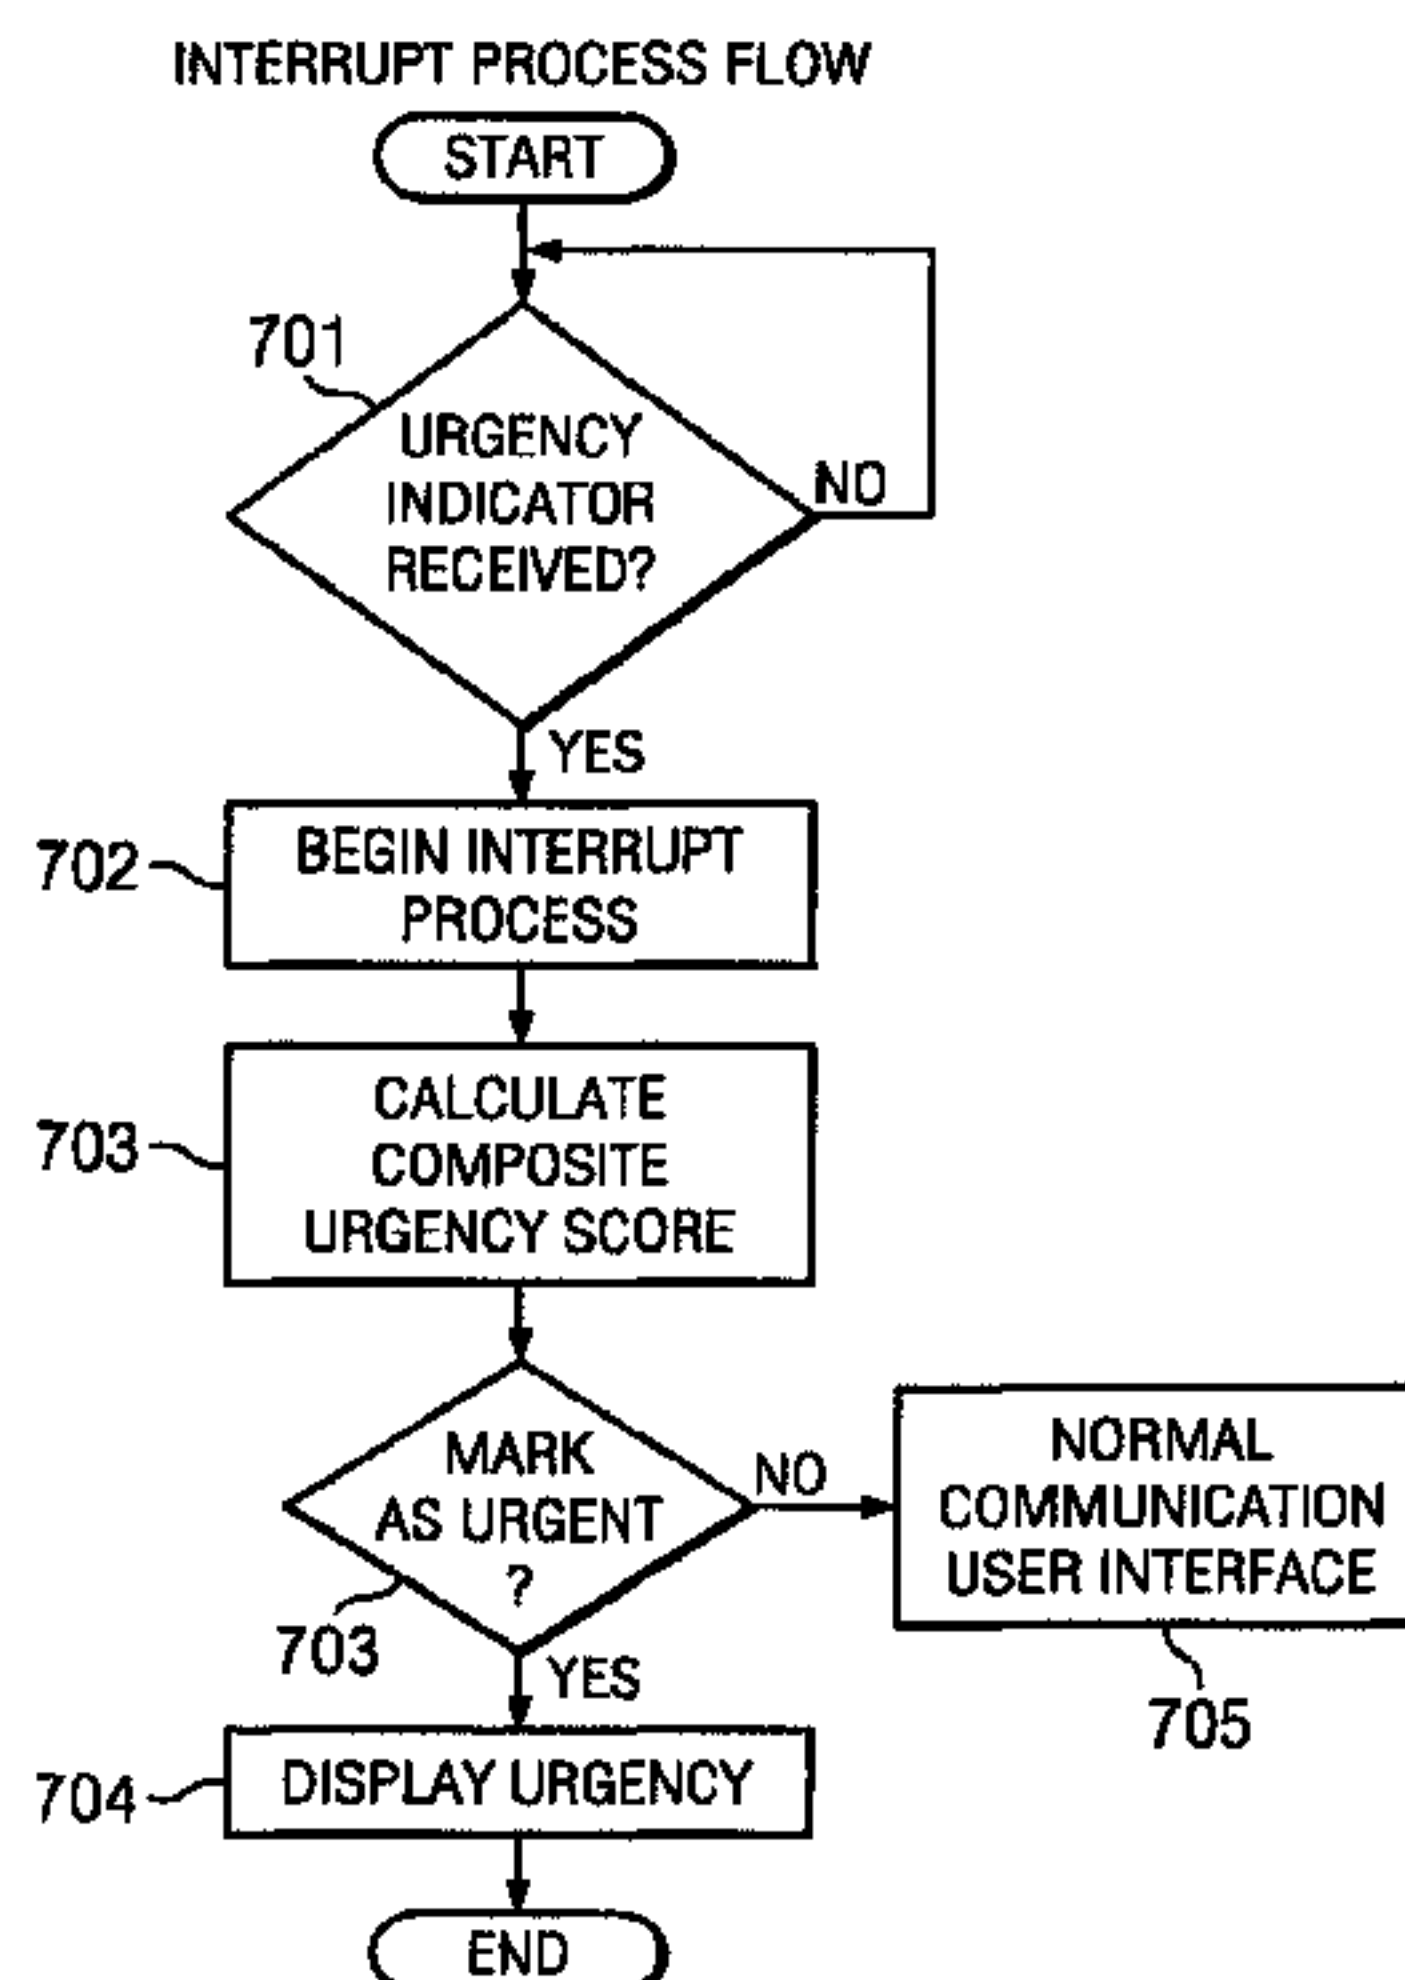 INTERRUPT PROCESS FLOW
START
701
URGENCY
INDICATOR
RECEIVED?
NO
YES
702
BEGIN INTERRUPT
PROCESS
703
CALCULATE
COMPOSITE
URGENCY SCORE
MARK
AS URGENT
?
NO
703
YES
NORMAL
COMMUNICATION
USER INTERFACE
705
704
DISPLAY URGENCY
END